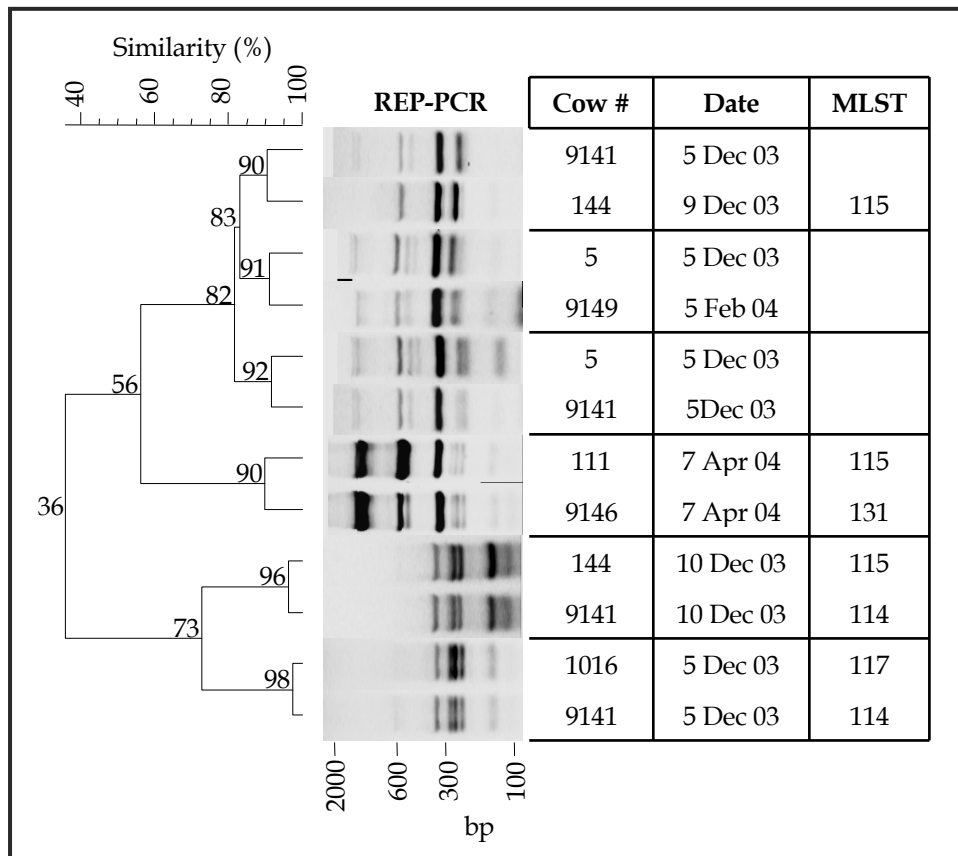 Similarity (%)
40 60 80 100
REP-PCR Cow # Date MLST
9141 5 Dec 03
90
144 9 Dec 03 115
83
5 5 Dec 03
91
82
9149 5 Feb 04
5 5 Dec 03
92
56
9141 5Dec 03
111 7 Apr 04 115
90
36
9146 7 Apr 04 131
144 10 Dec 03 115
96
9141 10 Dec 03 114
73
1016 5 Dec 03 117
98
9141 5 Dec 03 114
2000 600 300 100
bp